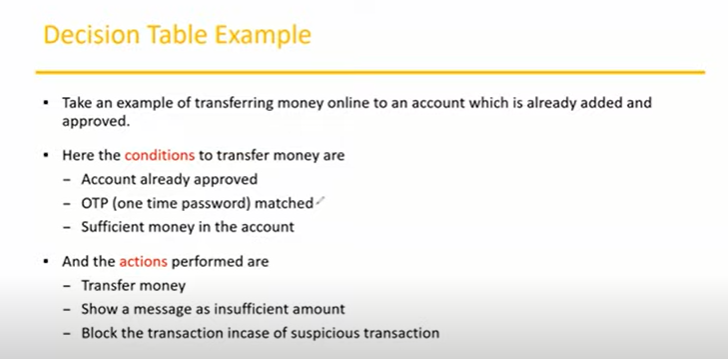 Decision Table Example
▪ Take an example of transferring money online to an account which is already added and
approved.
▪ Here the conditions to transfer money are
– Account already approved
– OTP (one time password) matched
– Sufficient money in the account
▪ And the actions performed are
– Transfer money
– Show a message as insufficient amount
– Block the transaction incase of suspicious transaction